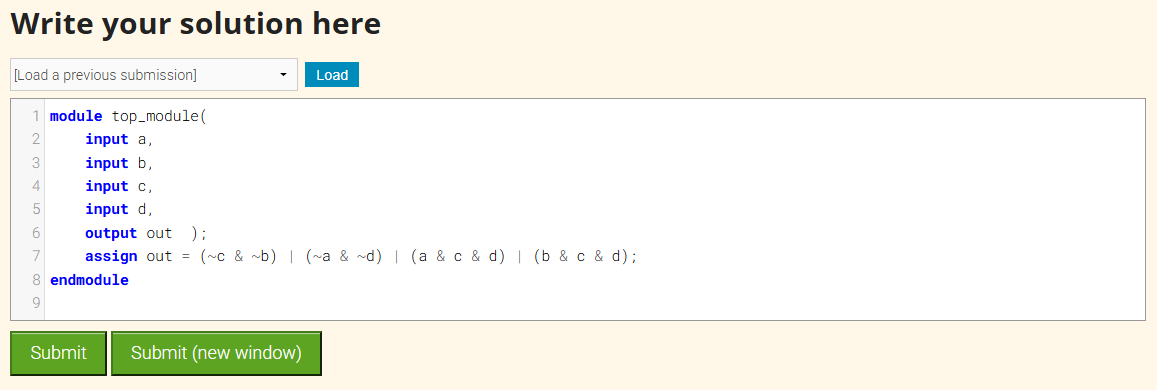 Write your solution here
[Load a previous submission] Load
1 module top_module(
2 input a,
3 input b,
4 input c,
5 input d,
6 output out  );
7 assign out = (~c & ~b) | (~a & ~d) | (a & c & d) | (b & c & d);
8 endmodule
9
Submit Submit (new window)